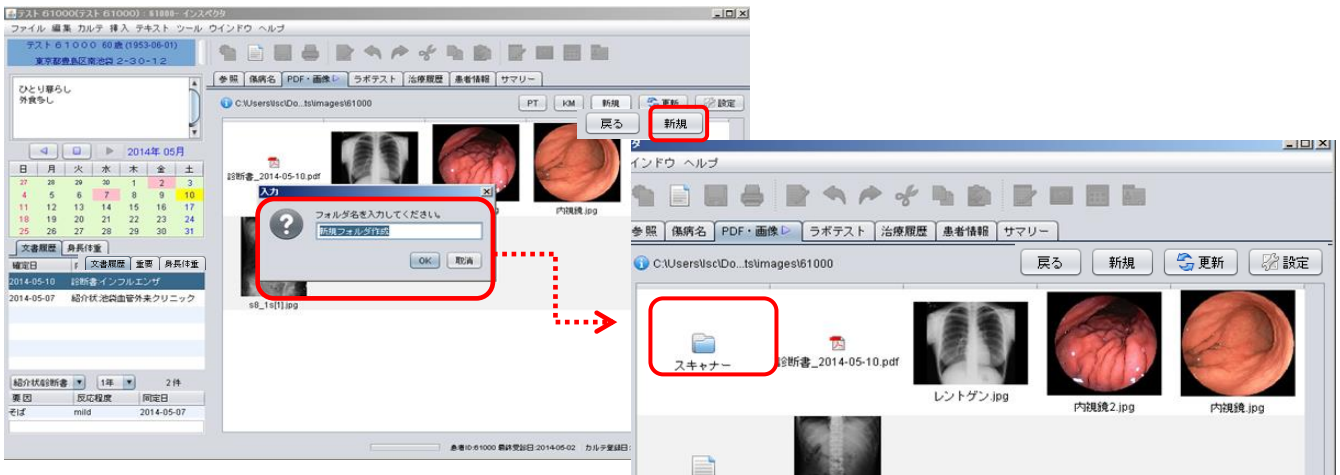 テスト 61000(テスト 61000) : 61000- インスペクタ
ファイル 編集 カルテ 挿入 テキスト ツール ウインドウ ヘルプ
テスト 61000 60歳 (1953-06-01)
東京都豊島区南池袋 2-30-12
ひとり暮らし
外食多し
2014年 05月
日 月 火 水 木 金 土
27 28 29 30 1 2 3
4 5 6 7 8 9 10
11 12 13 14 15 16 17
18 19 20 21 22 23 24
25 26 27 28 29 30 31
文書履歴 身長体重
確定日
文書履歴 重要 身長体重
2014-05-10 診断書:インフルエンザ
2014-05-07 紹介状:池袋血管外来クリニック
紹介状診断書 1年 2件
要因 反応程度 同定日
そば mild 2014-05-07
参照 傷病名 PDF・画像 ラボテスト 治療履歴 患者情報 サマリー
C:\Users\lsc\Do...ts\images\61000
PT KM 新規 更新 設定
戻る 新規
診断書_2014-05-10.pdf
内視鏡.jpg
入力
フォルダ名を入力してください。
新規フォルダ作成
OK 取消
s8_1s[1].jpg
患者ID:61000 最終受診日:2014-05-02 カルテ登録日:
タ
インドウ ヘルプ
参照 傷病名 PDF・画像 ラボテスト 治療履歴 患者情報 サマリー
C:\Users\lsc\Do...ts\images\61000
戻る 新規 更新 設定
スキャナー
診断書_2014-05-10.pdf
レントゲン.jpg
内視鏡2.jpg
内視鏡.jpg